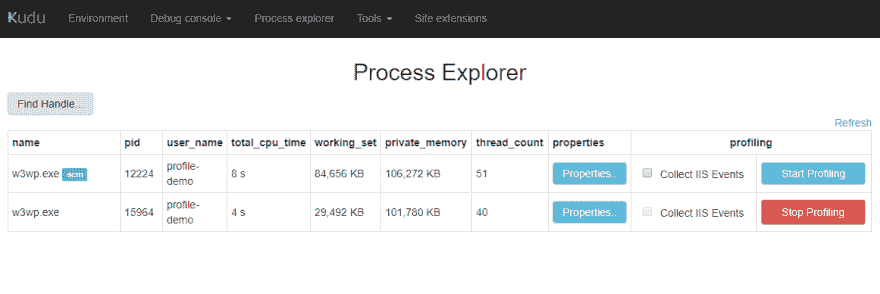 Kudu Environment Debug console Process explorer Tools Site extensions
Process Explorer
Find Handle...
Refresh
name pid user_name total_cpu_time working_set private_memory thread_count properties profiling
w3wp.exe scm 12224 profile-demo 8 s 84,656 KB 106,272 KB 51 Properties.. Collect IIS Events Start Profiling
w3wp.exe 15964 profile-demo 4 s 29,492 KB 101,780 KB 40 Properties.. Collect IIS Events Stop Profiling